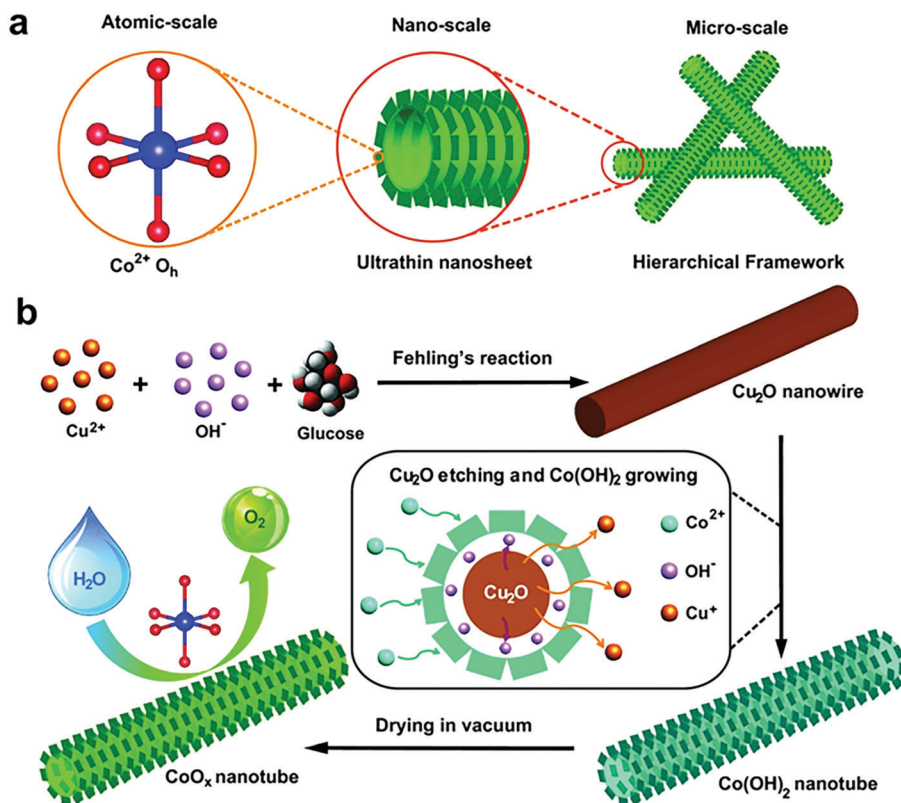 a
Atomic-scale
Nano-scale
Micro-scale
Co²⁺ Oₕ
Ultrathin nanosheet
Hierarchical Framework
b
Cu²⁺
+
OH⁻
+
Glucose
Fehling's reaction
Cu₂O nanowire
Cu₂O etching and Co(OH)₂ growing
Cu₂O
Co²⁺
OH⁻
Cu⁺
H₂O
O₂
CoOₓ nanotube
Drying in vacuum
Co(OH)₂ nanotube